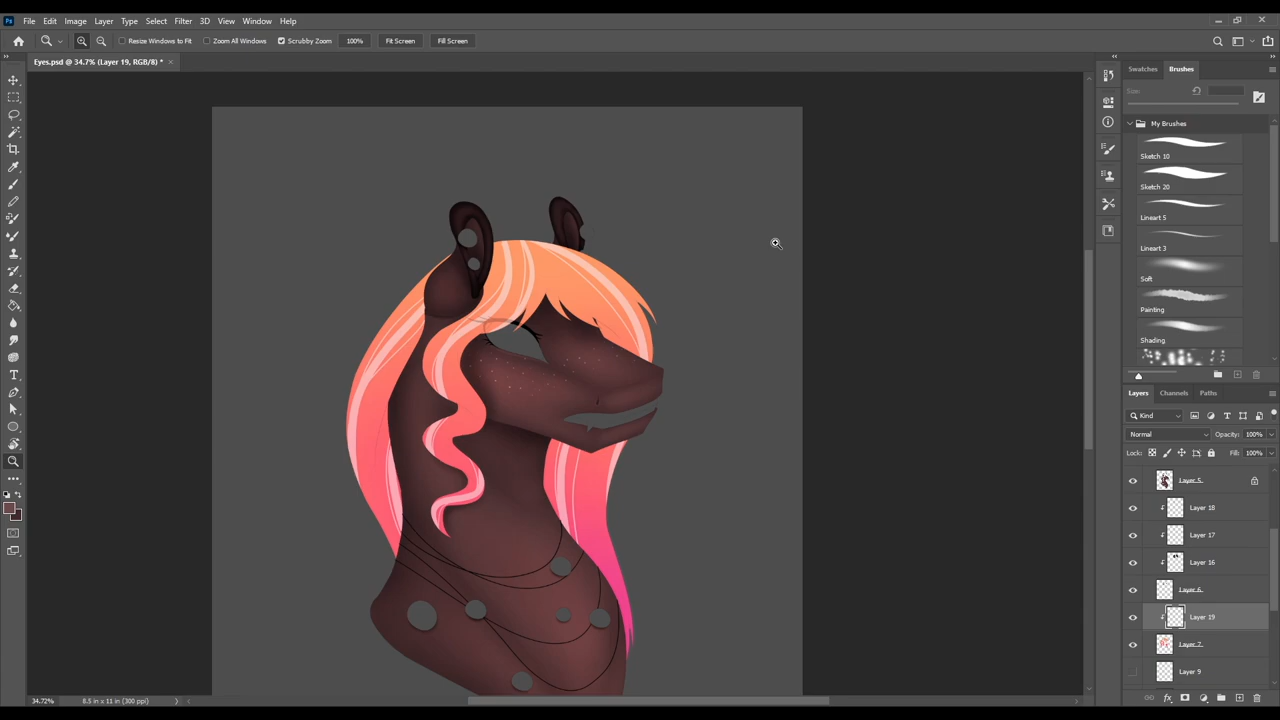 Ps File Edit Image Layer Type Select Filter 3D View Window Help
Resize Windows to Fit Zoom All Windows Scrubby Zoom 100% Fit Screen Fill Screen
Eyes.psd @ 34.7% (Layer 19, RGB/8) *
Swatches Brushes
Size:
My Brushes
Sketch 10
Sketch 20
Lineart 5
Lineart 3
Soft
Painting
Shading
Layers Channels Paths
Kind
Normal Opacity: 100%
Lock: Fill: 100%
Layer 5
Layer 18
Layer 17
Layer 16
Layer 6
Layer 19
Layer 7
Layer 9
34.72% 8.5 in x 11 in (300 ppi)